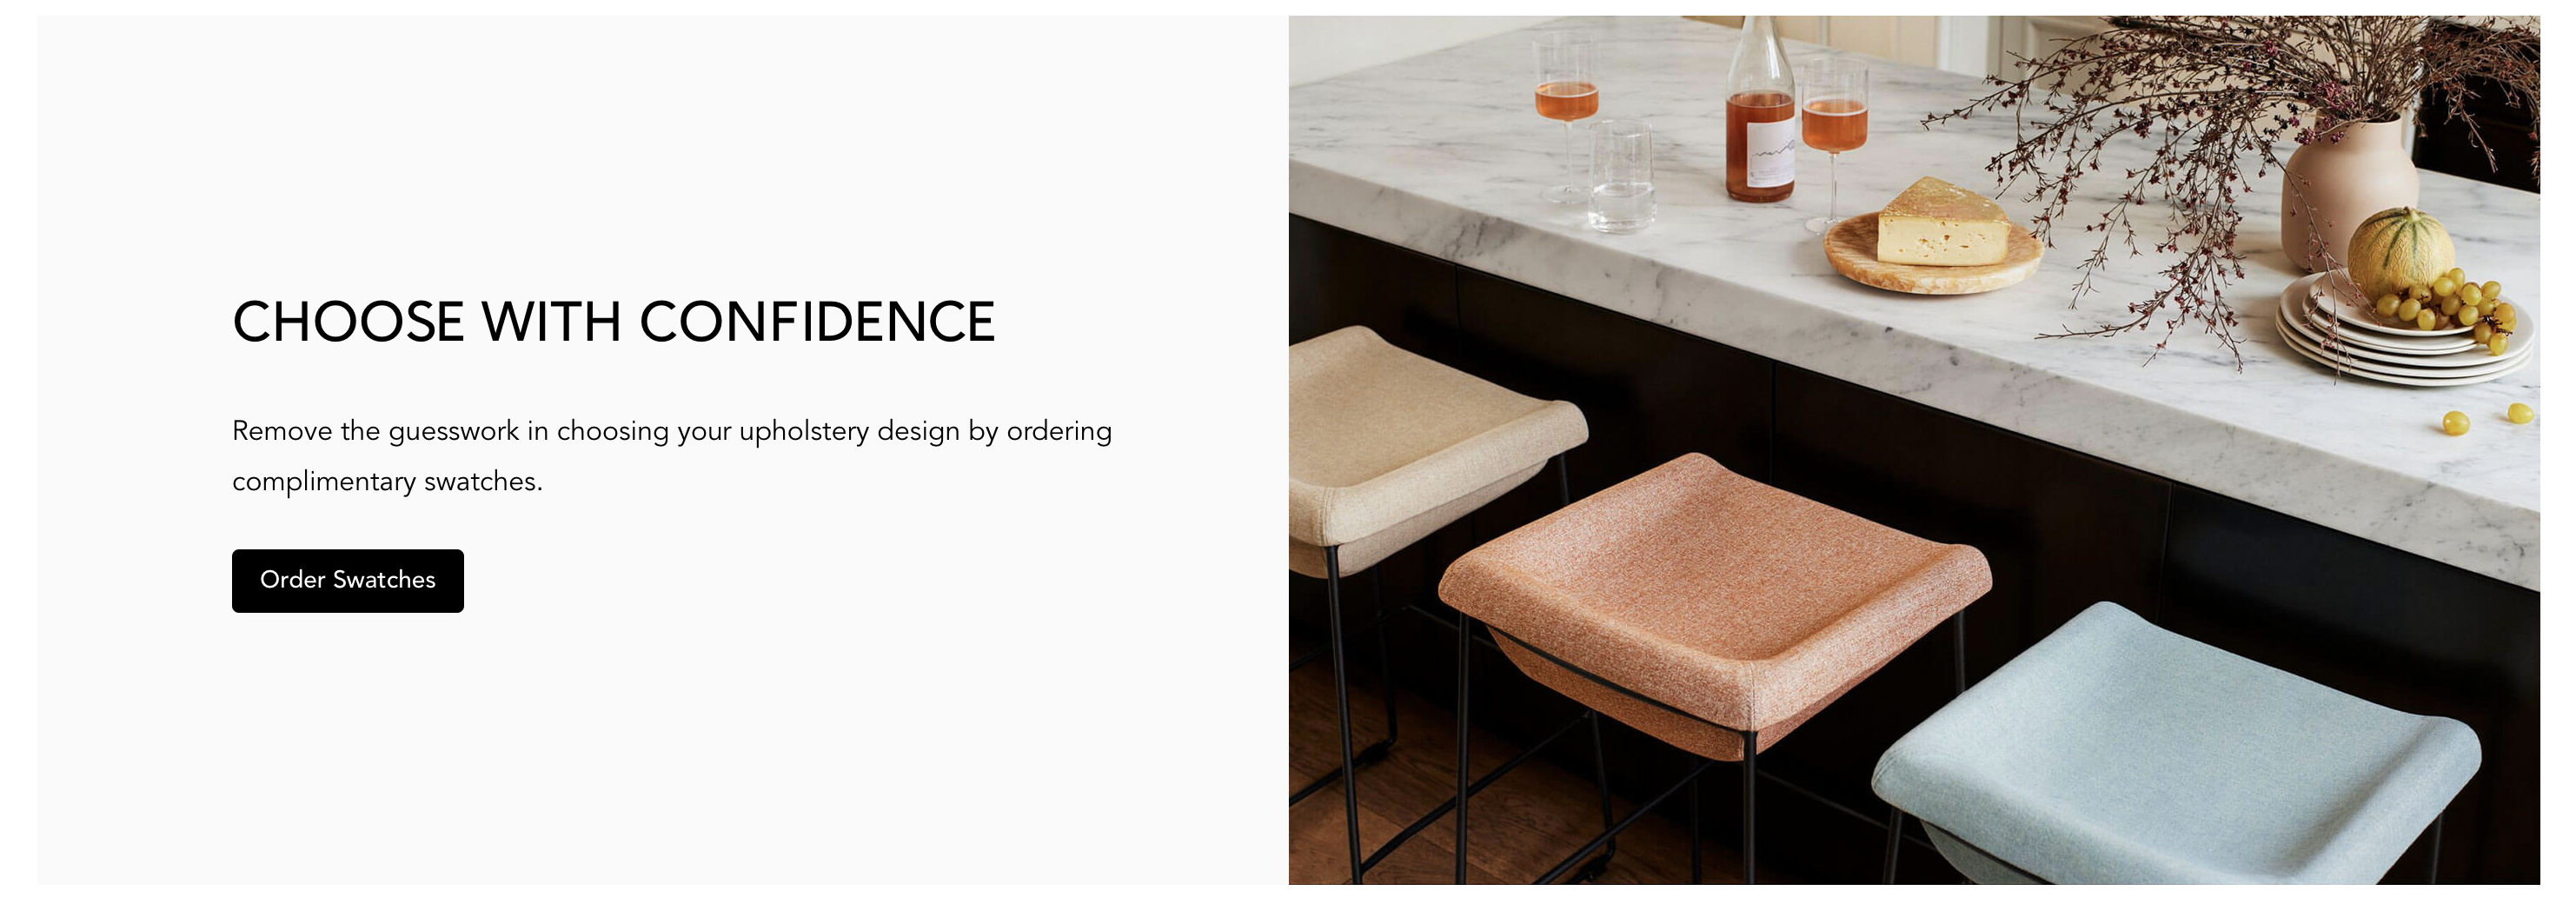 CHOOSE WITH CONFIDENCE
Remove the guesswork in choosing your upholstery design by ordering
complimentary swatches.
Order Swatches